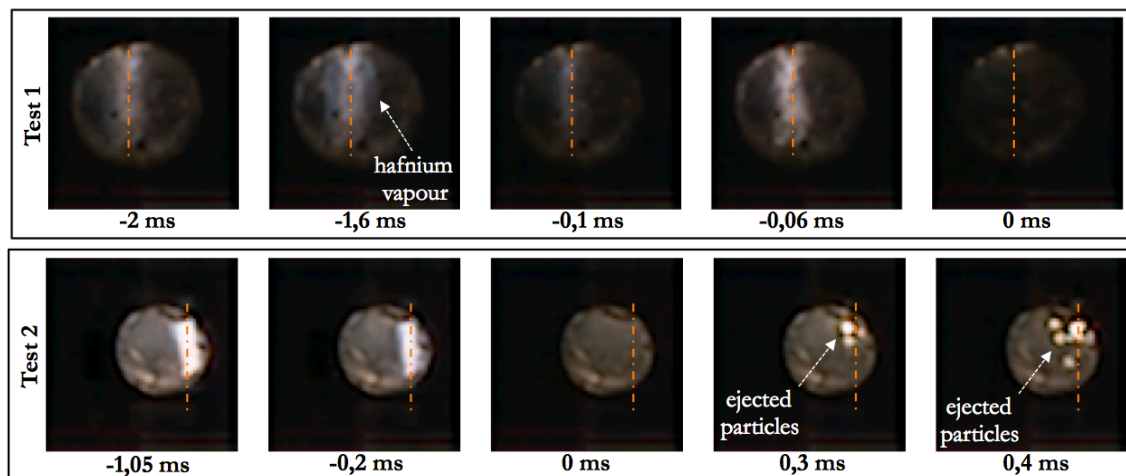 Test 1
hafnium
vapour
-2 ms
-1,6 ms
-0,1 ms
-0,06 ms
0 ms
Test 2
ejected
particles
ejected
particles
-1,05 ms
-0,2 ms
0 ms
0,3 ms
0,4 ms